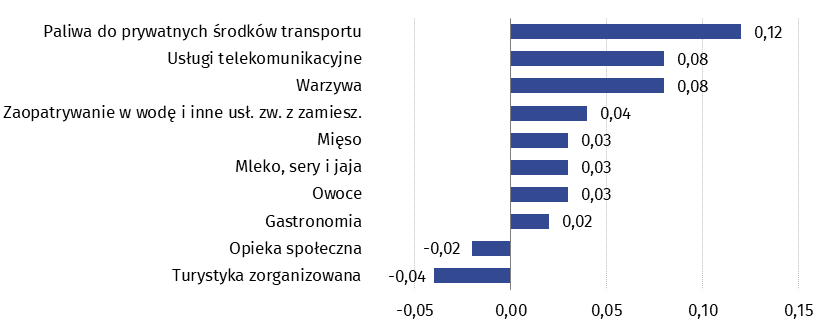 Paliwa do prywatnych środków transportu 0,12
Usługi telekomunikacyjne 0,08
Warzywa 0,08
Zaopatrywanie w wodę i inne usł. zw. z zamiesz. 0,04
Mięso 0,03
Mleko, sery i jaja 0,03
Owoce 0,03
Gastronomia 0,02
Opieka społeczna -0,02
Turystyka zorganizowana -0,04
-0,05 0,00 0,05 0,10 0,15